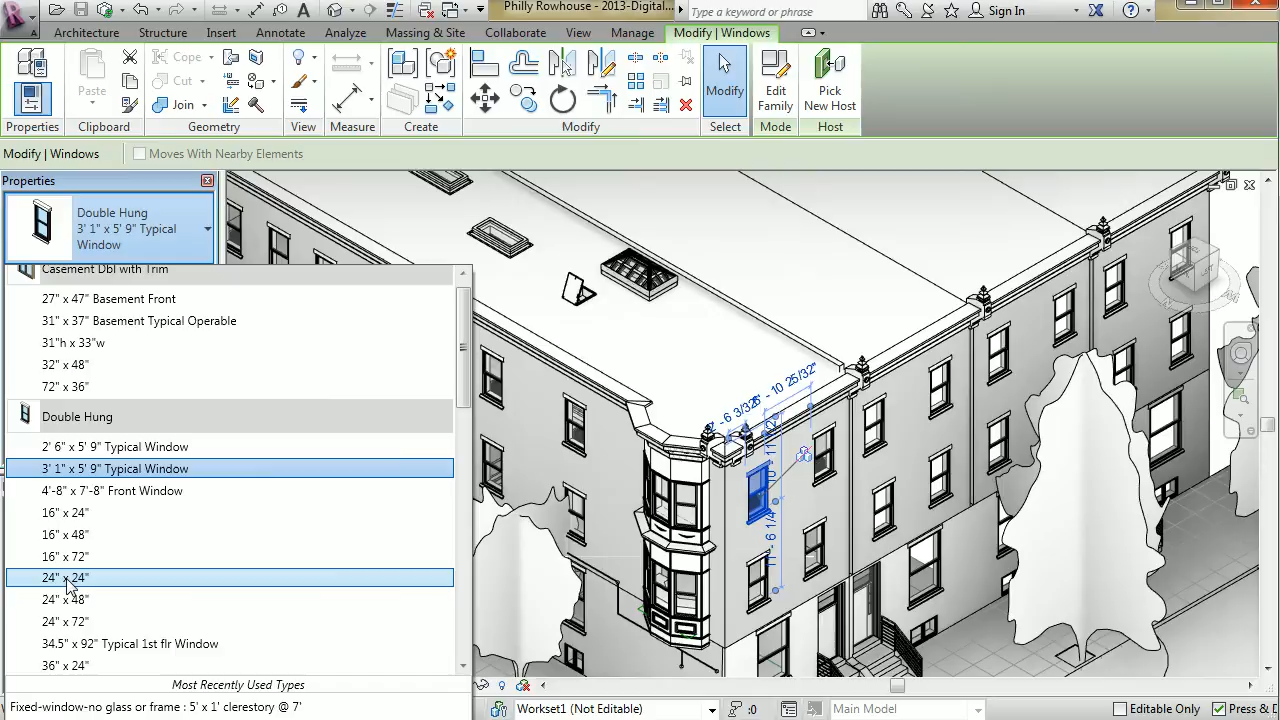 Philly Rowhouse - 2013-Digital...
Type a keyword or phrase
Sign In
Architecture
Structure
Insert
Annotate
Analyze
Massing & Site
Collaborate
View
Manage
Modify | Windows
Paste
Cope
Cut
Join
Modify
Edit
Family
Pick
New Host
Properties
Clipboard
Geometry
View
Measure
Create
Modify
Select
Mode
Host
Modify | Windows
Moves With Nearby Elements
Properties
Double Hung
3' 1" x 5' 9" Typical
Window
Casement Dbl with Trim
27" x 47" Basement Front
31" x 37" Basement Typical Operable
31"h x 33"w
32" x 48"
72" x 36"
Double Hung
2' 6" x 5' 9" Typical Window
3' 1" x 5' 9" Typical Window
4'-8" x 7'-8" Front Window
16" x 24"
16" x 48"
16" x 72"
24" x 24"
24" x 48"
24" x 72"
34.5" x 92" Typical 1st flr Window
36" x 24"
Most Recently Used Types
Fixed-window-no glass or frame : 5' x 1' clerestory @ 7'
- 10 25/32"
11' - 6 1/4"
Workset1 (Not Editable)
:0
Main Model
Editable Only
Press & D